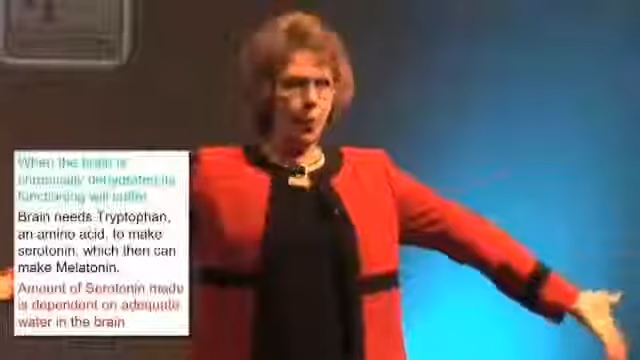 When the brain is
chronically dehydrated its
functioning will suffer
Brain needs Tryptophan,
an amino acid, to make
serotonin, which then can
make Melatonin.
Amount of Serotonin made
is dependent on adequate
water in the brain